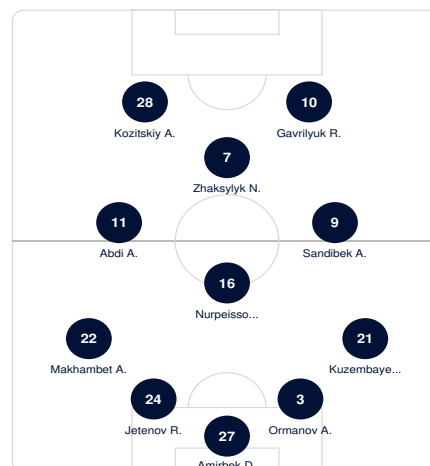 28
10
Kozitskiy A.
Gavrilyuk R.
7
Zhaksylyk N.
11
9
Abdi A.
Sandibek A.
16
Nurpeisso...
22
21
Makhambet A.
Kuzembaye...
24
3
Jetenov R.
Ormanov A.
27
Amirbek D.